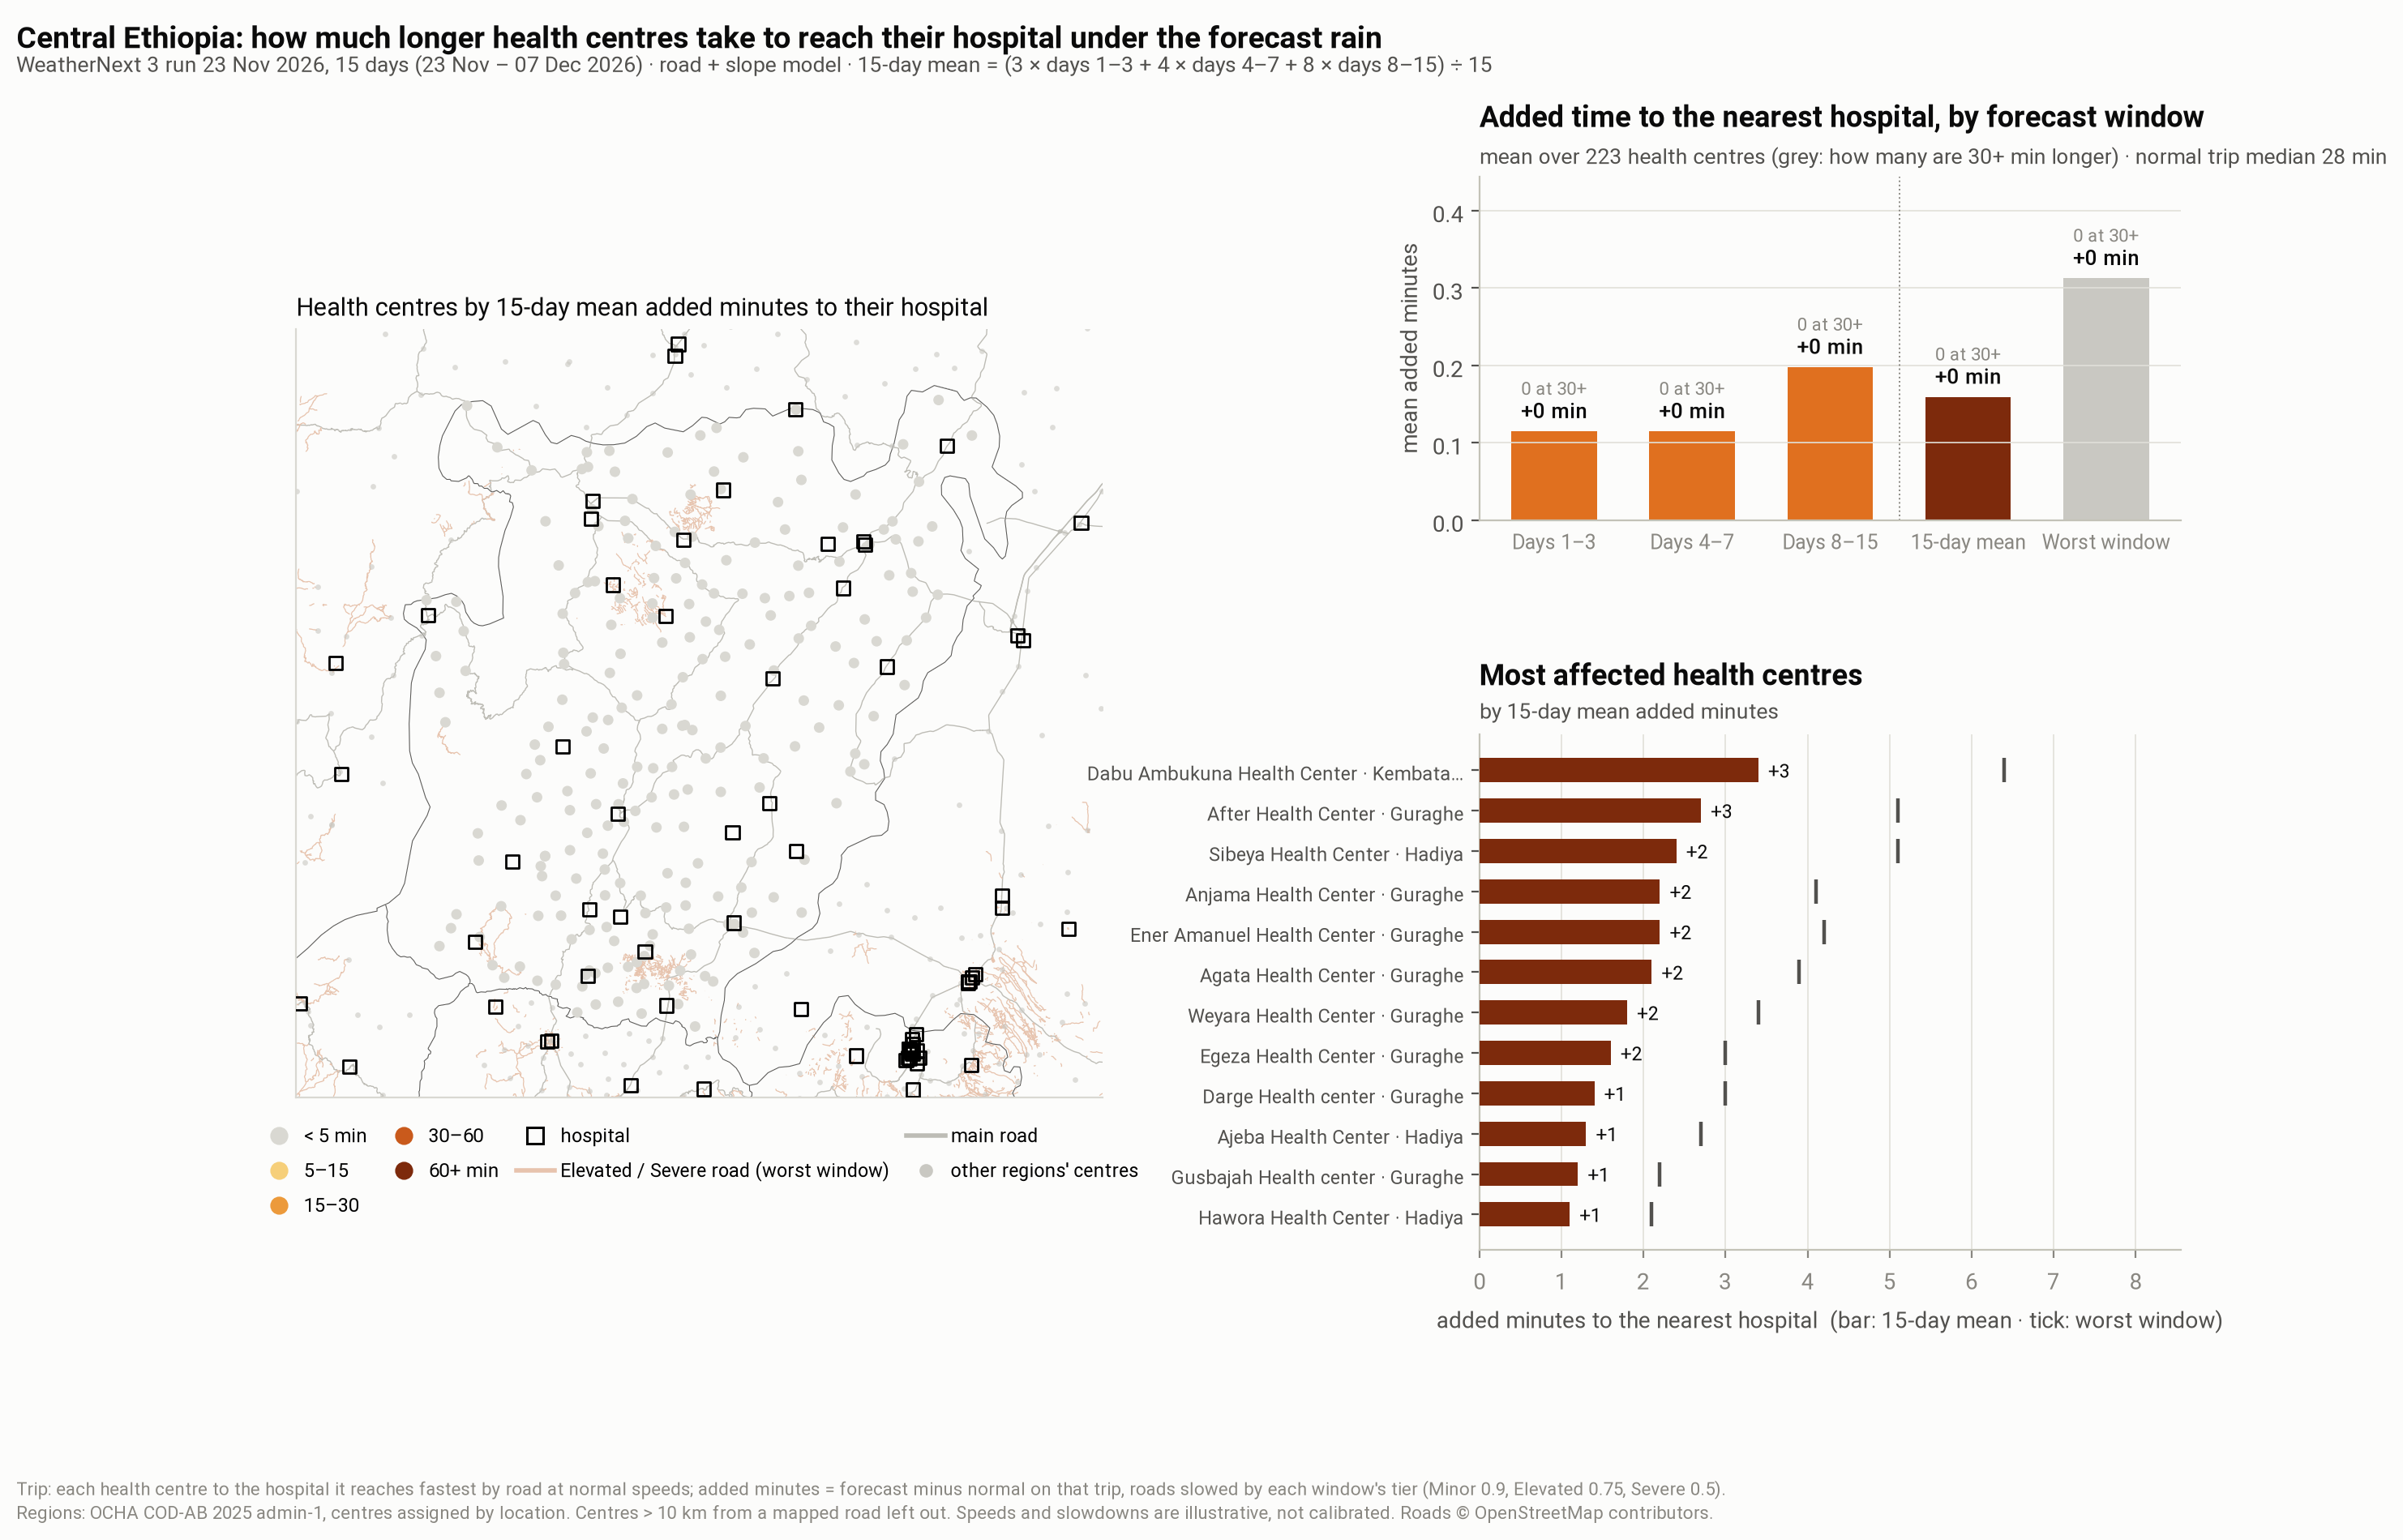 Central Ethiopia: how much longer health centres take to reach their hospital under the forecast rain
WeatherNext 3 run 23 Nov 2026, 15 days (23 Nov – 07 Dec 2026) · road + slope model · 15-day mean = (3 × days 1–3 + 4 × days 4–7 + 8 × days 8–15) ÷ 15
Health centres by 15-day mean added minutes to their hospital
< 5 min
5–15
15–30
30–60
60+ min
hospital
Elevated / Severe road (worst window)
main road
other regions' centres
Added time to the nearest hospital, by forecast window
mean over 223 health centres (grey: how many are 30+ min longer) · normal trip median 28 min
mean added minutes
0.4
0.3
0.2
0.1
0.0
0 at 30+
+0 min
0 at 30+
+0 min
0 at 30+
+0 min
0 at 30+
+0 min
0 at 30+
+0 min
Days 1–3
Days 4–7
Days 8–15
15-day mean
Worst window
Most affected health centres
by 15-day mean added minutes
Dabu Ambukuna Health Center · Kembata... +3
After Health Center · Guraghe +3
Sibeya Health Center · Hadiya +2
Anjama Health Center · Guraghe +2
Ener Amanuel Health Center · Guraghe +2
Agata Health Center · Guraghe +2
Weyara Health Center · Guraghe +2
Egeza Health Center · Guraghe +2
Darge Health center · Guraghe +1
Ajeba Health Center · Hadiya +1
Gusbajah Health center · Guraghe +1
Hawora Health Center · Hadiya +1
0 1 2 3 4 5 6 7 8
added minutes to the nearest hospital (bar: 15-day mean · tick: worst window)
Trip: each health centre to the hospital it reaches fastest by road at normal speeds; added minutes = forecast minus normal on that trip, roads slowed by each window's tier (Minor 0.9, Elevated 0.75, Severe 0.5).
Regions: OCHA COD-AB 2025 admin-1, centres assigned by location. Centres > 10 km from a mapped road left out. Speeds and slowdowns are illustrative, not calibrated. Roads © OpenStreetMap contributors.